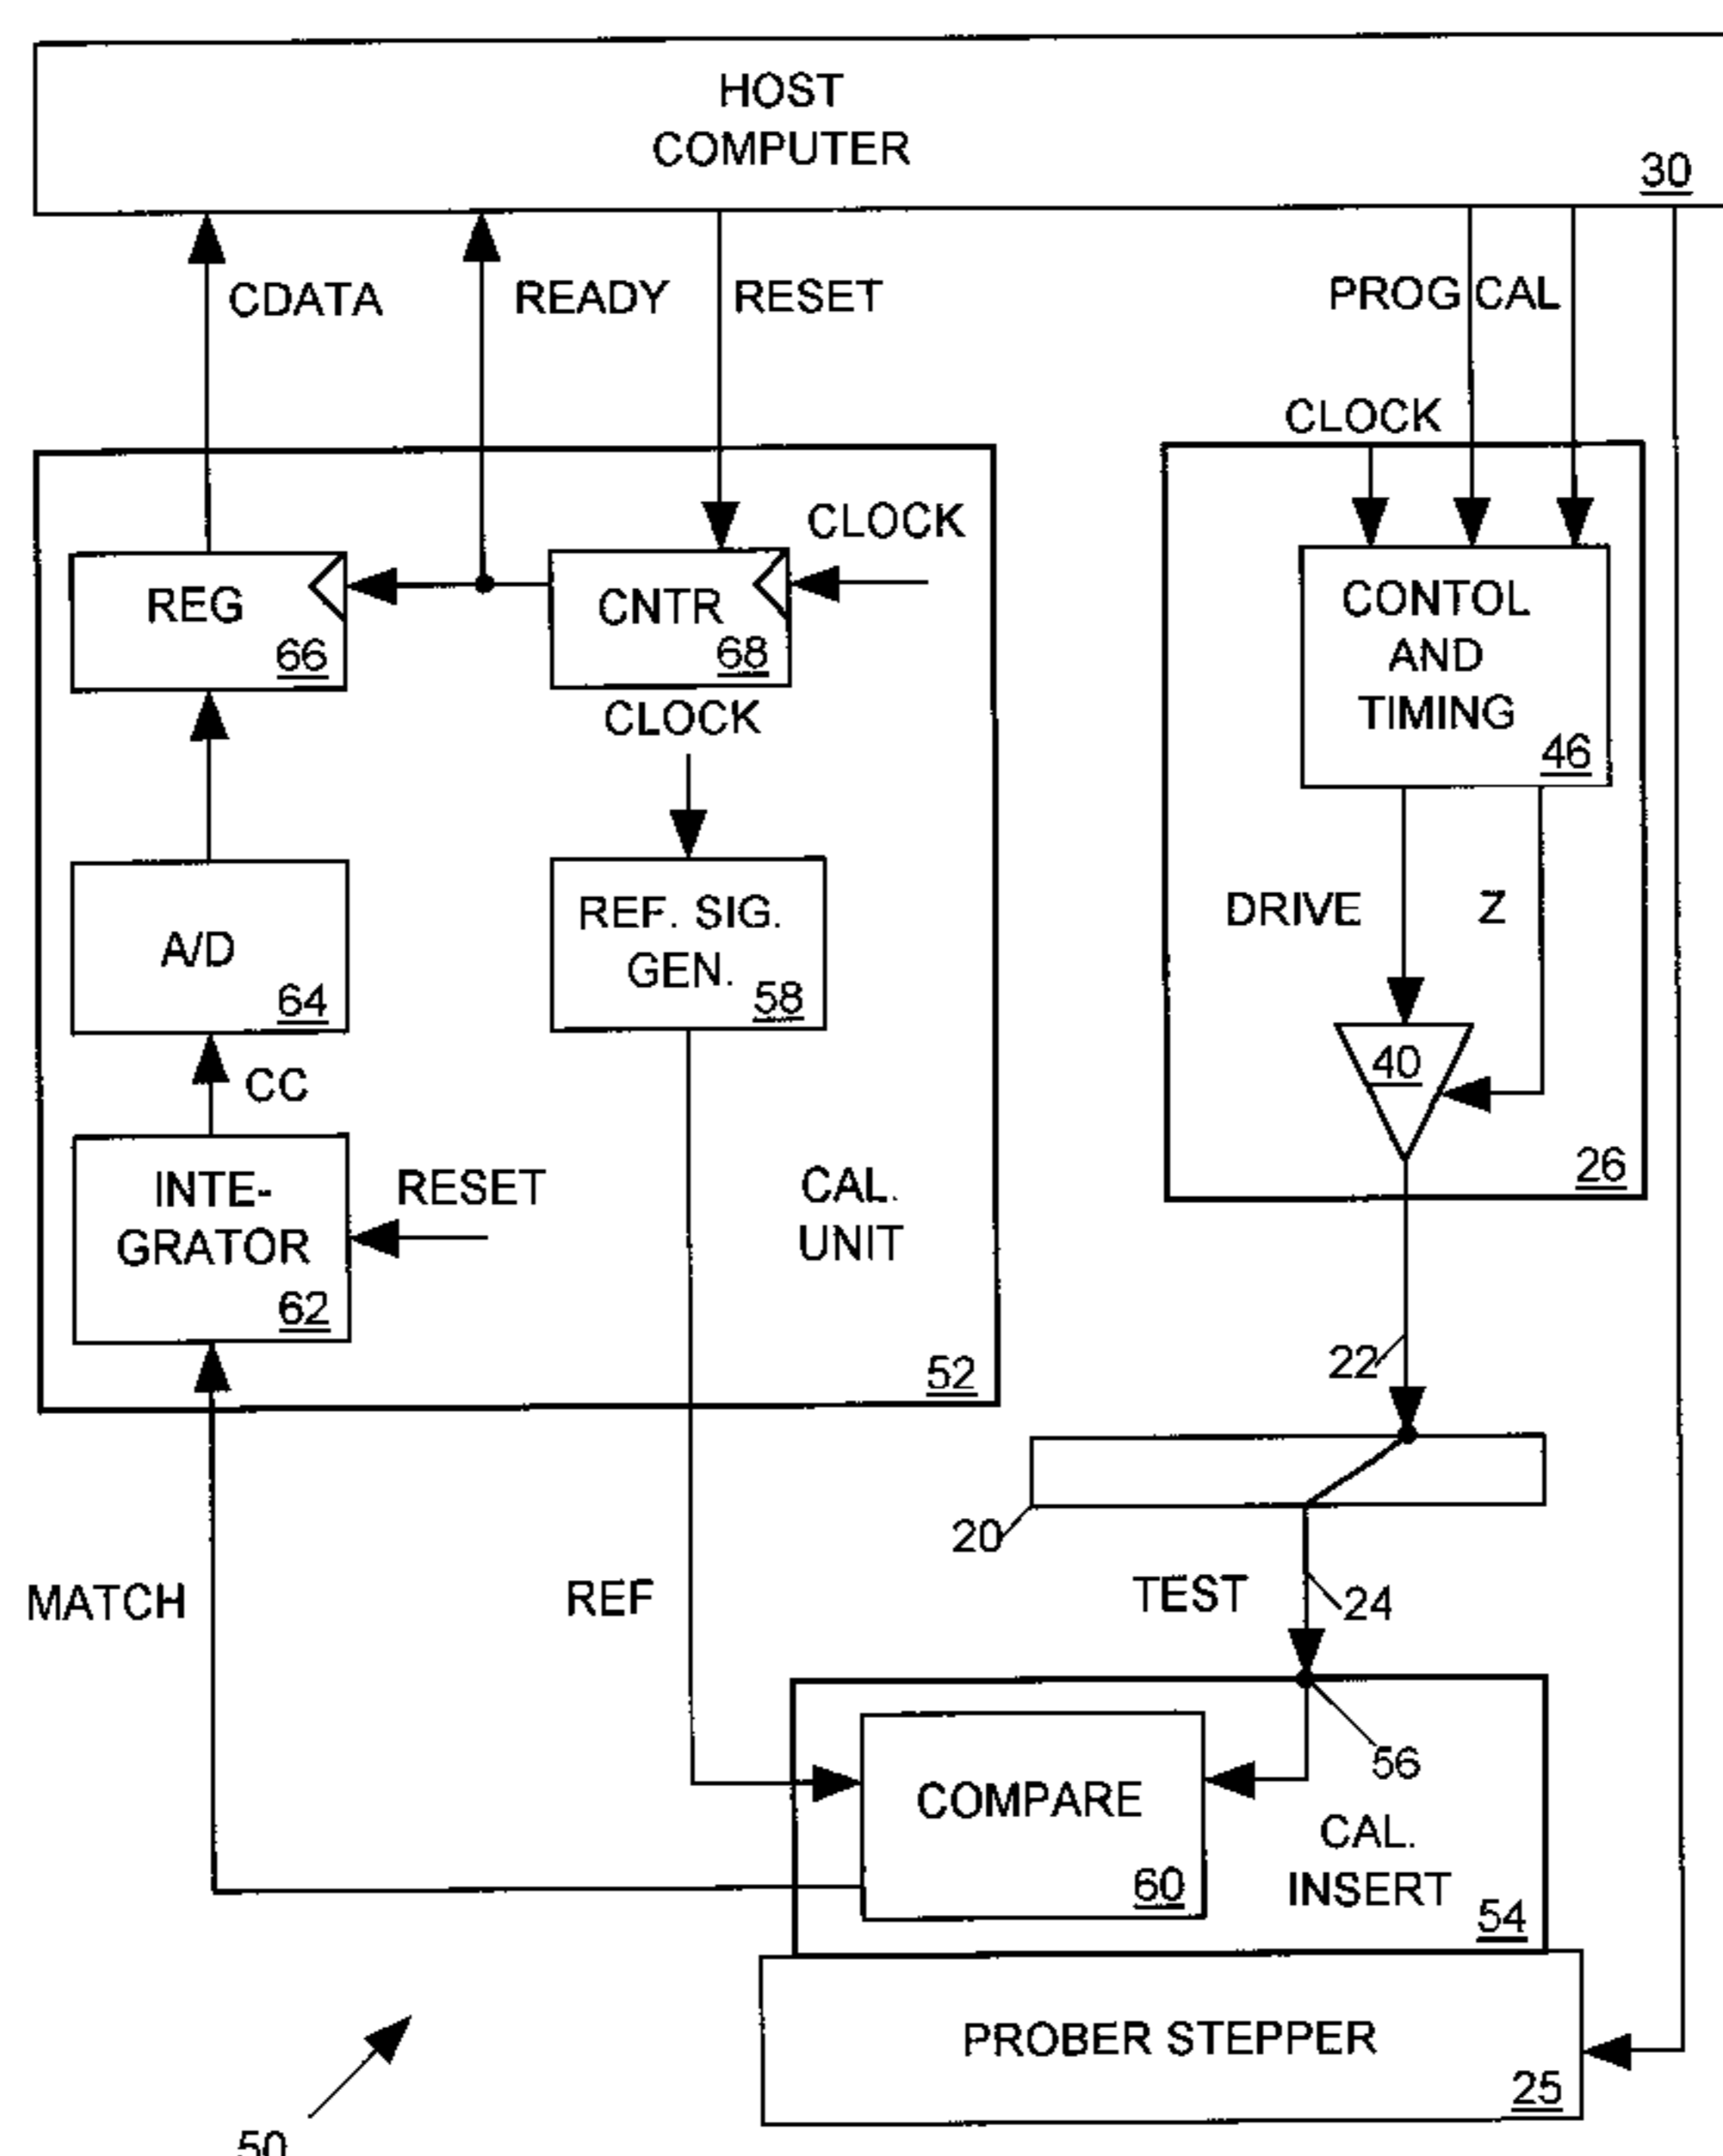 HOST
COMPUTER
30
CDATA
READY
RESET
PROG
CAL
CLOCK
CLOCK
REG
66
CNTR
68
CONTOL
AND
TIMING
46
CLOCK
A/D
64
REF. SIG.
GEN.
58
DRIVE
Z
40
CC
INTE-
GRATOR
62
RESET
CAL.
UNIT
26
52
22
20
MATCH
REF
TEST
24
56
COMPARE
60
CAL.
INSERT
54
PROBER STEPPER
25
50